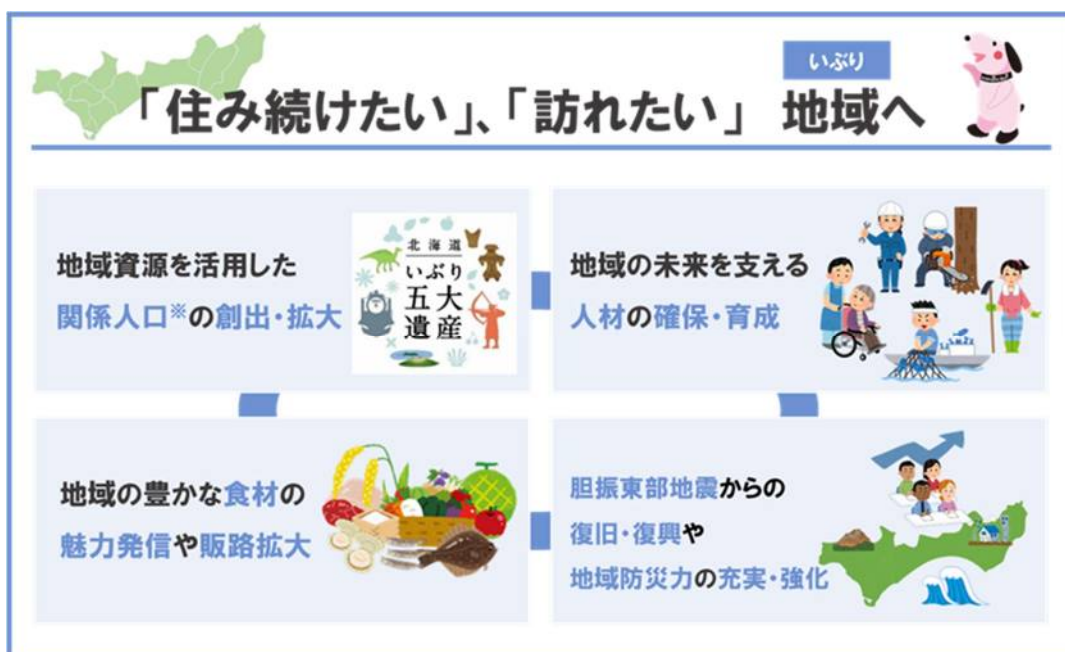 いぶり
「住み続けたい」、「訪れたい」 地域へ
地域資源を活用した
関係人口※の創出・拡大
北海道
いぶり
五大
遺産
地域の未来を支える
人材の確保・育成
地域の豊かな食材の
魅力発信や販路拡大
胆振東部地震からの
復旧・復興や
地域防災力の充実・強化